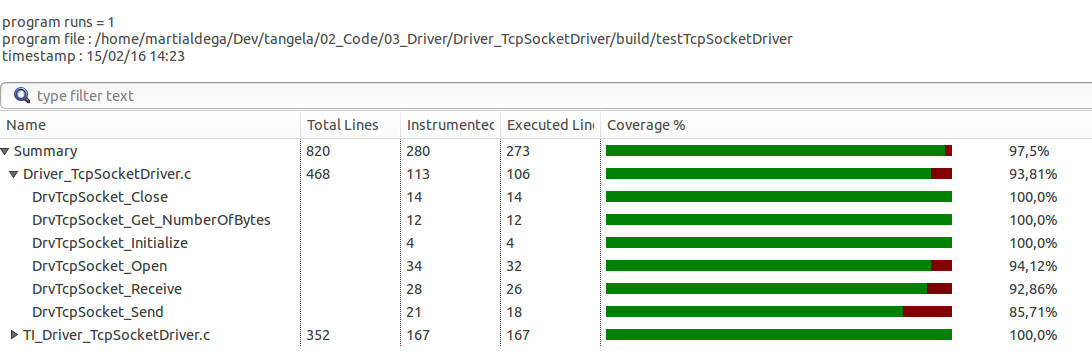 program runs = 1
program file : /home/martialdega/Dev/tangela/02_Code/03_Driver/Driver_TcpSocketDriver/build/testTcpSocketDriver
timestamp : 15/02/16 14:23
type filter text
Name Total Lines Instrumented Executed Lin Coverage %
Summary 820 280 273 97,5%
Driver_TcpSocketDriver.c 468 113 106 93,81%
DrvTcpSocket_Close 14 14 100,0%
DrvTcpSocket_Get_NumberOfBytes 12 12 100,0%
DrvTcpSocket_Initialize 4 4 100,0%
DrvTcpSocket_Open 34 32 94,12%
DrvTcpSocket_Receive 28 26 92,86%
DrvTcpSocket_Send 21 18 85,71%
TI_Driver_TcpSocketDriver.c 352 167 167 100,0%